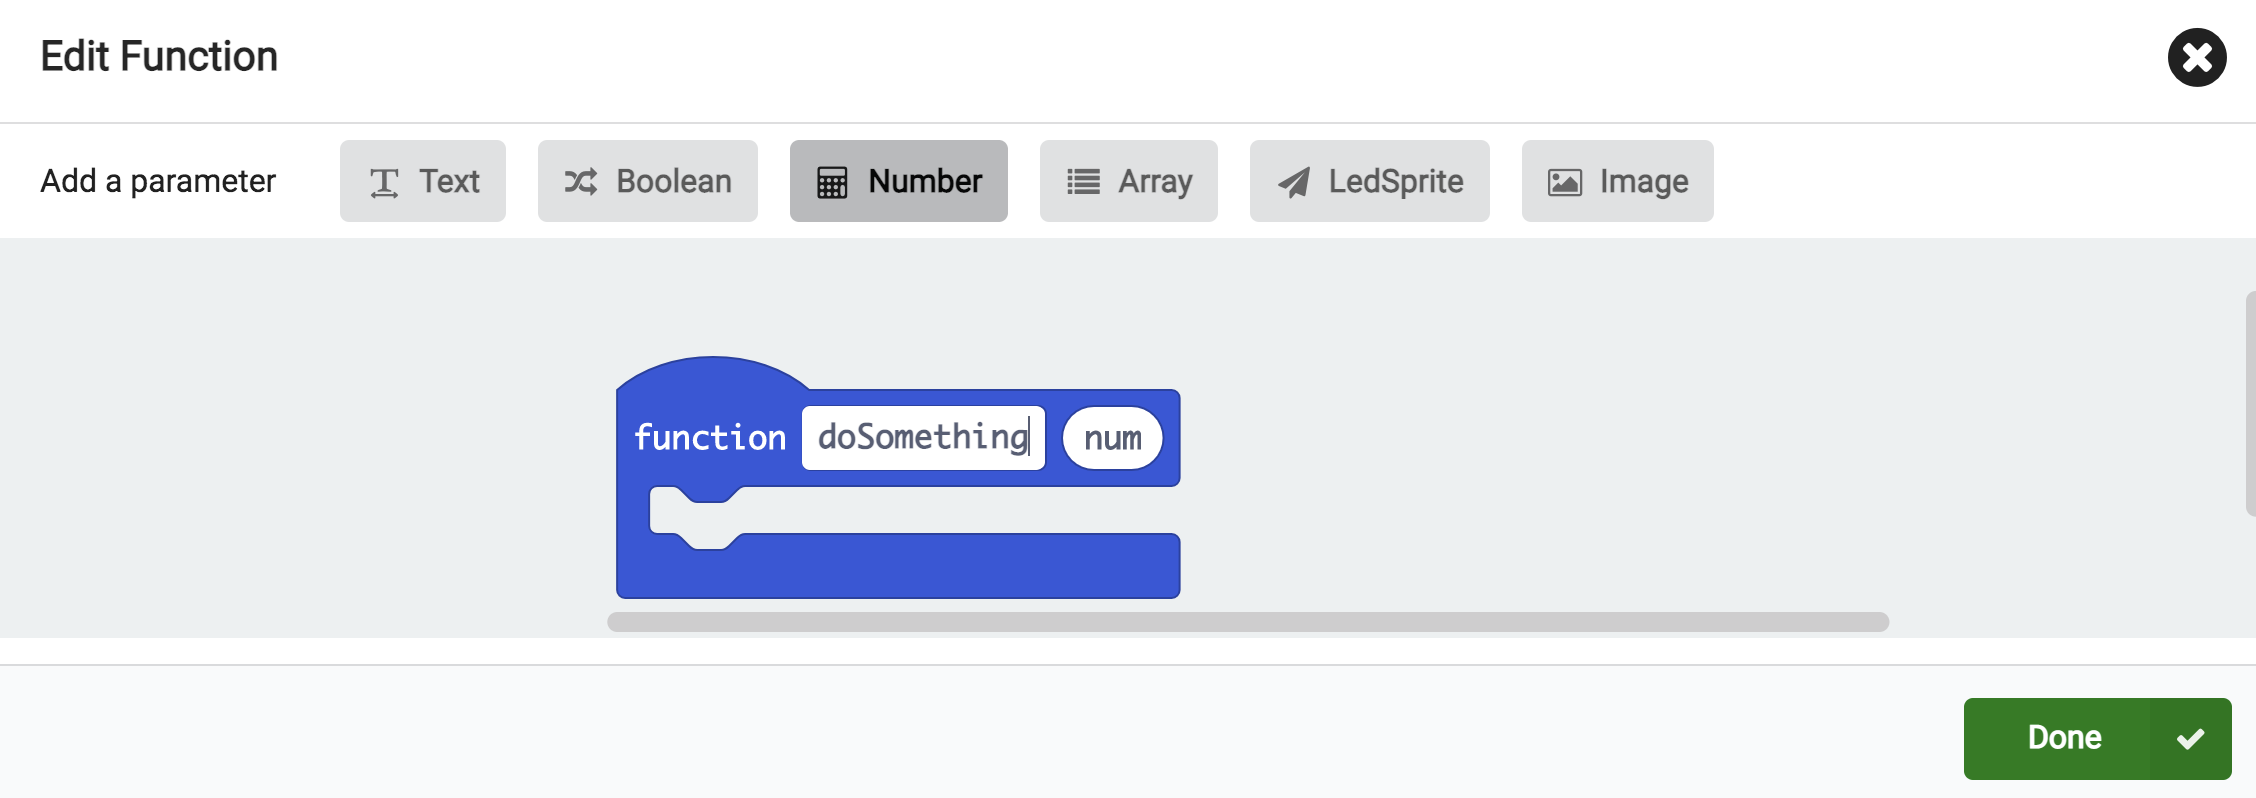 Edit Function
Add a parameter Text Boolean Number Array LedSprite Image
function doSomething num
Done